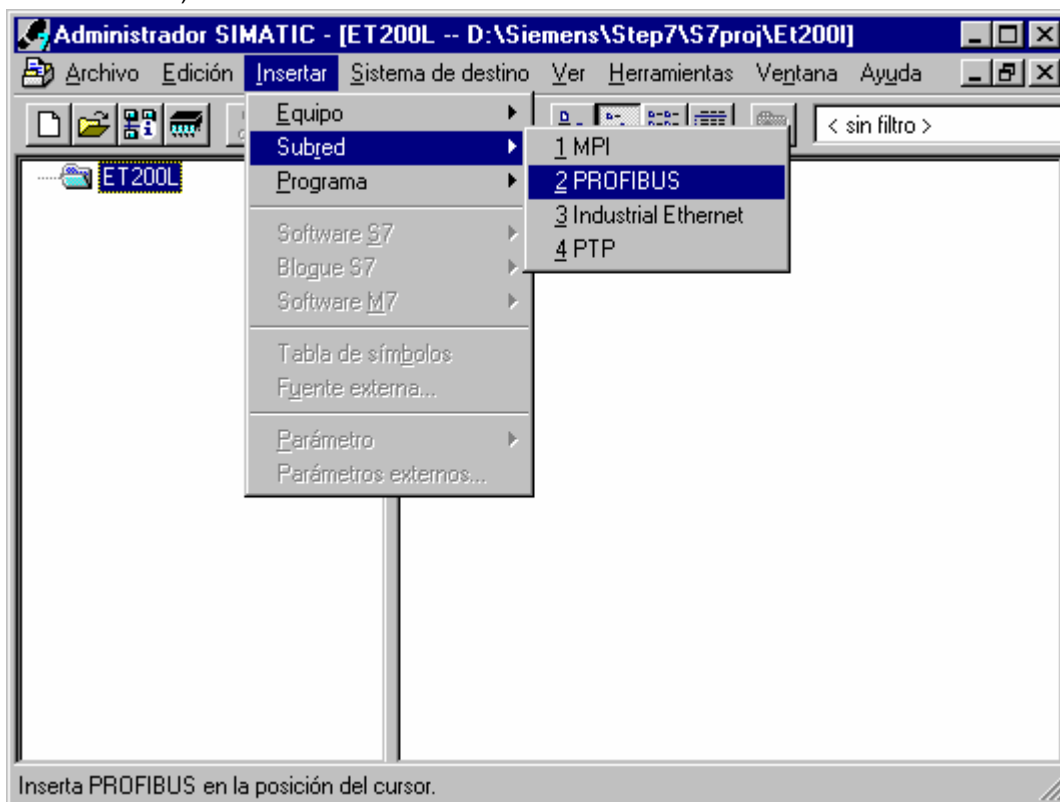 Administrador SIMATIC - [ET200L -- D:\Siemens\Step7\S7proj\Et200l]
Archivo Edición Insertar Sistema de destino Ver Herramientas Ventana Ayuda
< sin filtro >
ET200L
Equipo
Subred
Programa
Software S7
Bloque S7
Software M7
Tabla de símbolos
Fuente externa...
Parámetro
Parámetros externos...
1 MPI
2 PROFIBUS
3 Industrial Ethernet
4 PTP
Inserta PROFIBUS en la posición del cursor.